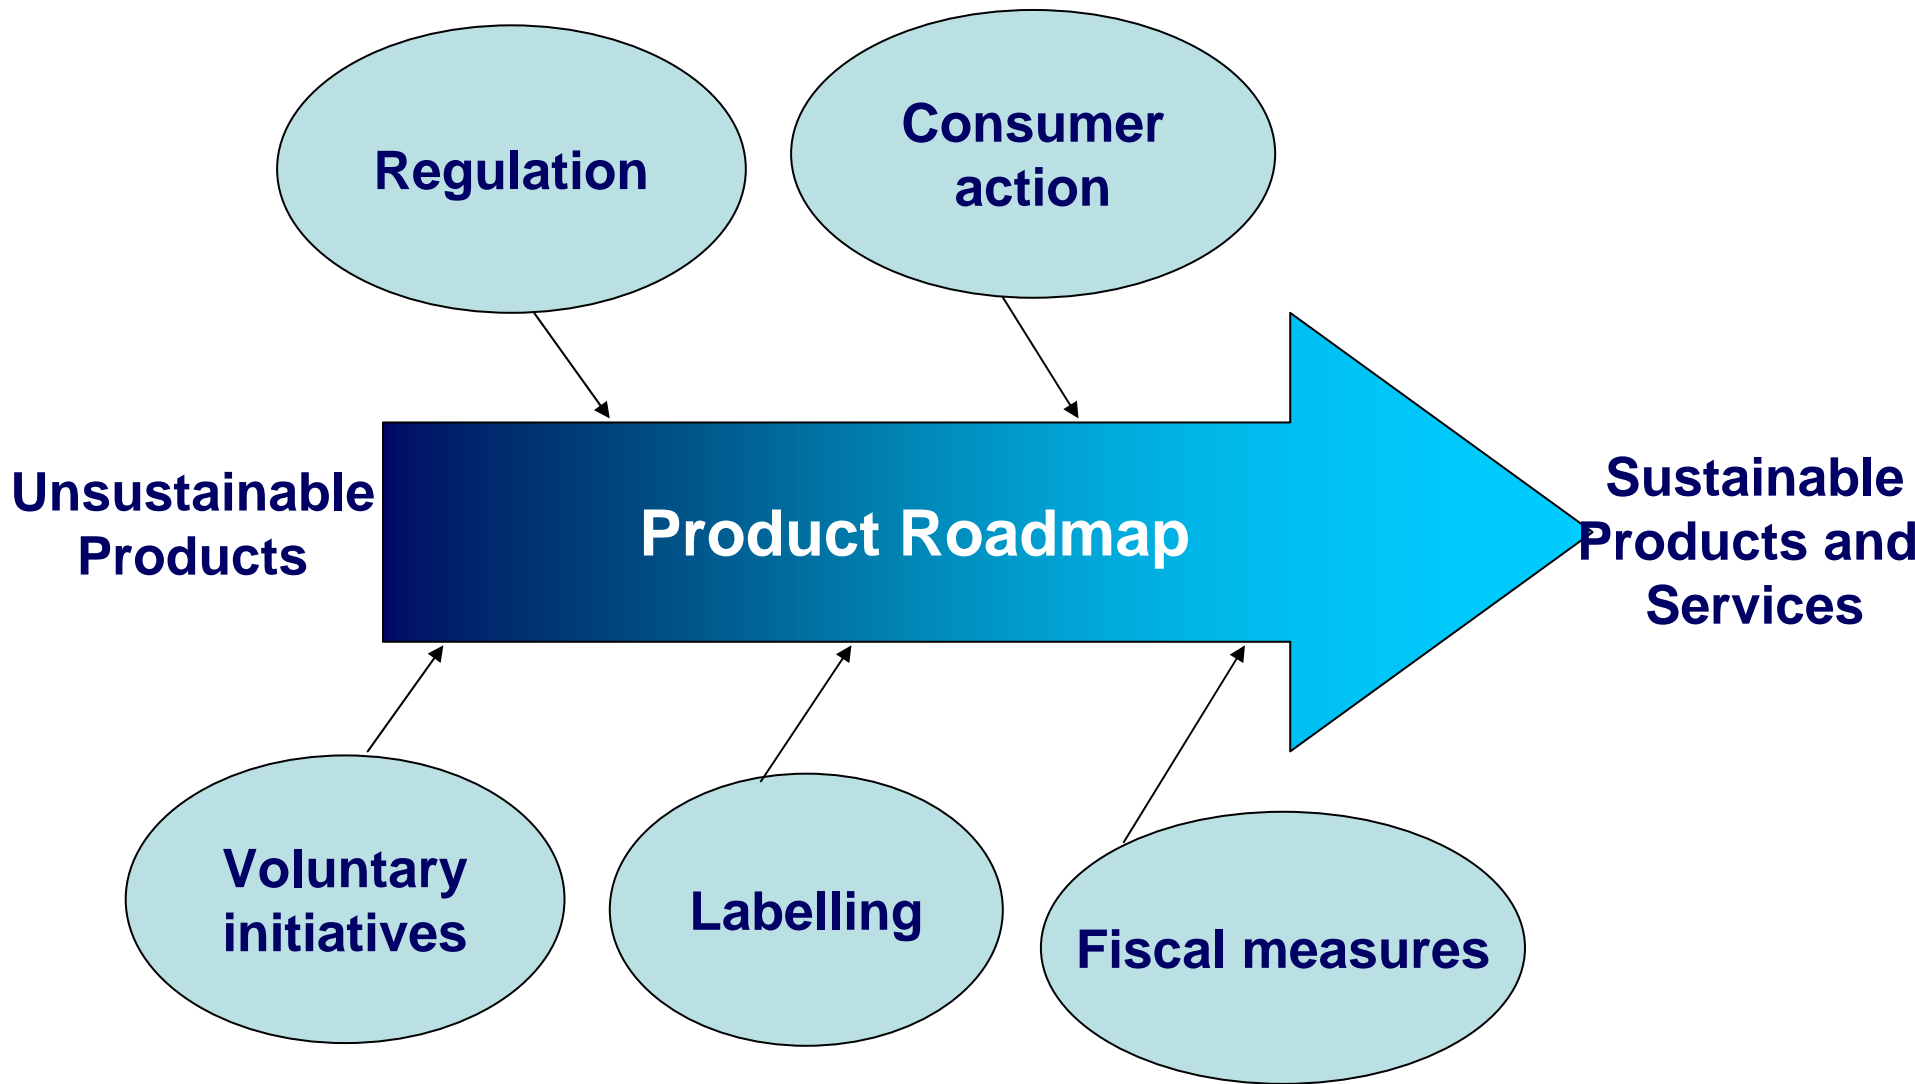 Regulation
Consumer
action
Unsustainable
Products
Product Roadmap
Sustainable
Products and
Services
Voluntary
initiatives
Labelling
Fiscal measures